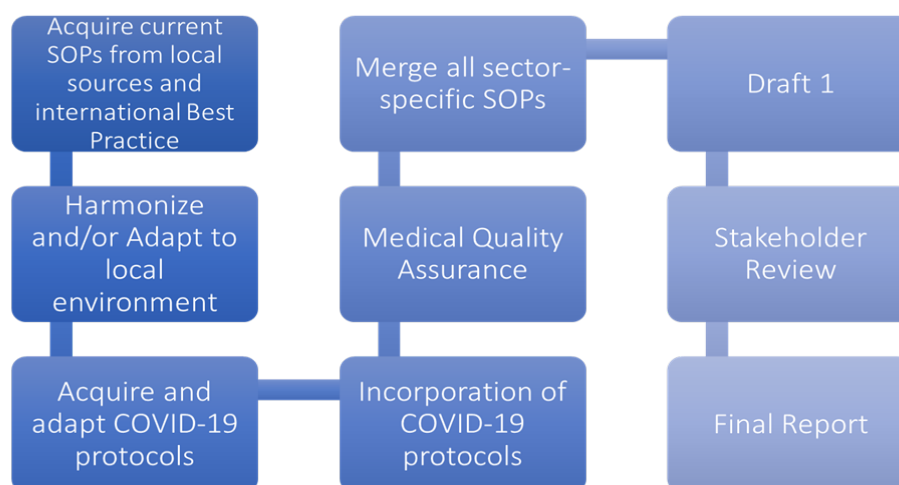 Acquire current
SOPs from local
sources and
international Best
Practice
Harmonize
and/or Adapt to
local
environment
Acquire and
adapt COVID-19
protocols
Incorporation of
COVID-19
protocols
Medical Quality
Assurance
Merge all sector-
specific SOPs
Draft 1
Stakeholder
Review
Final Report